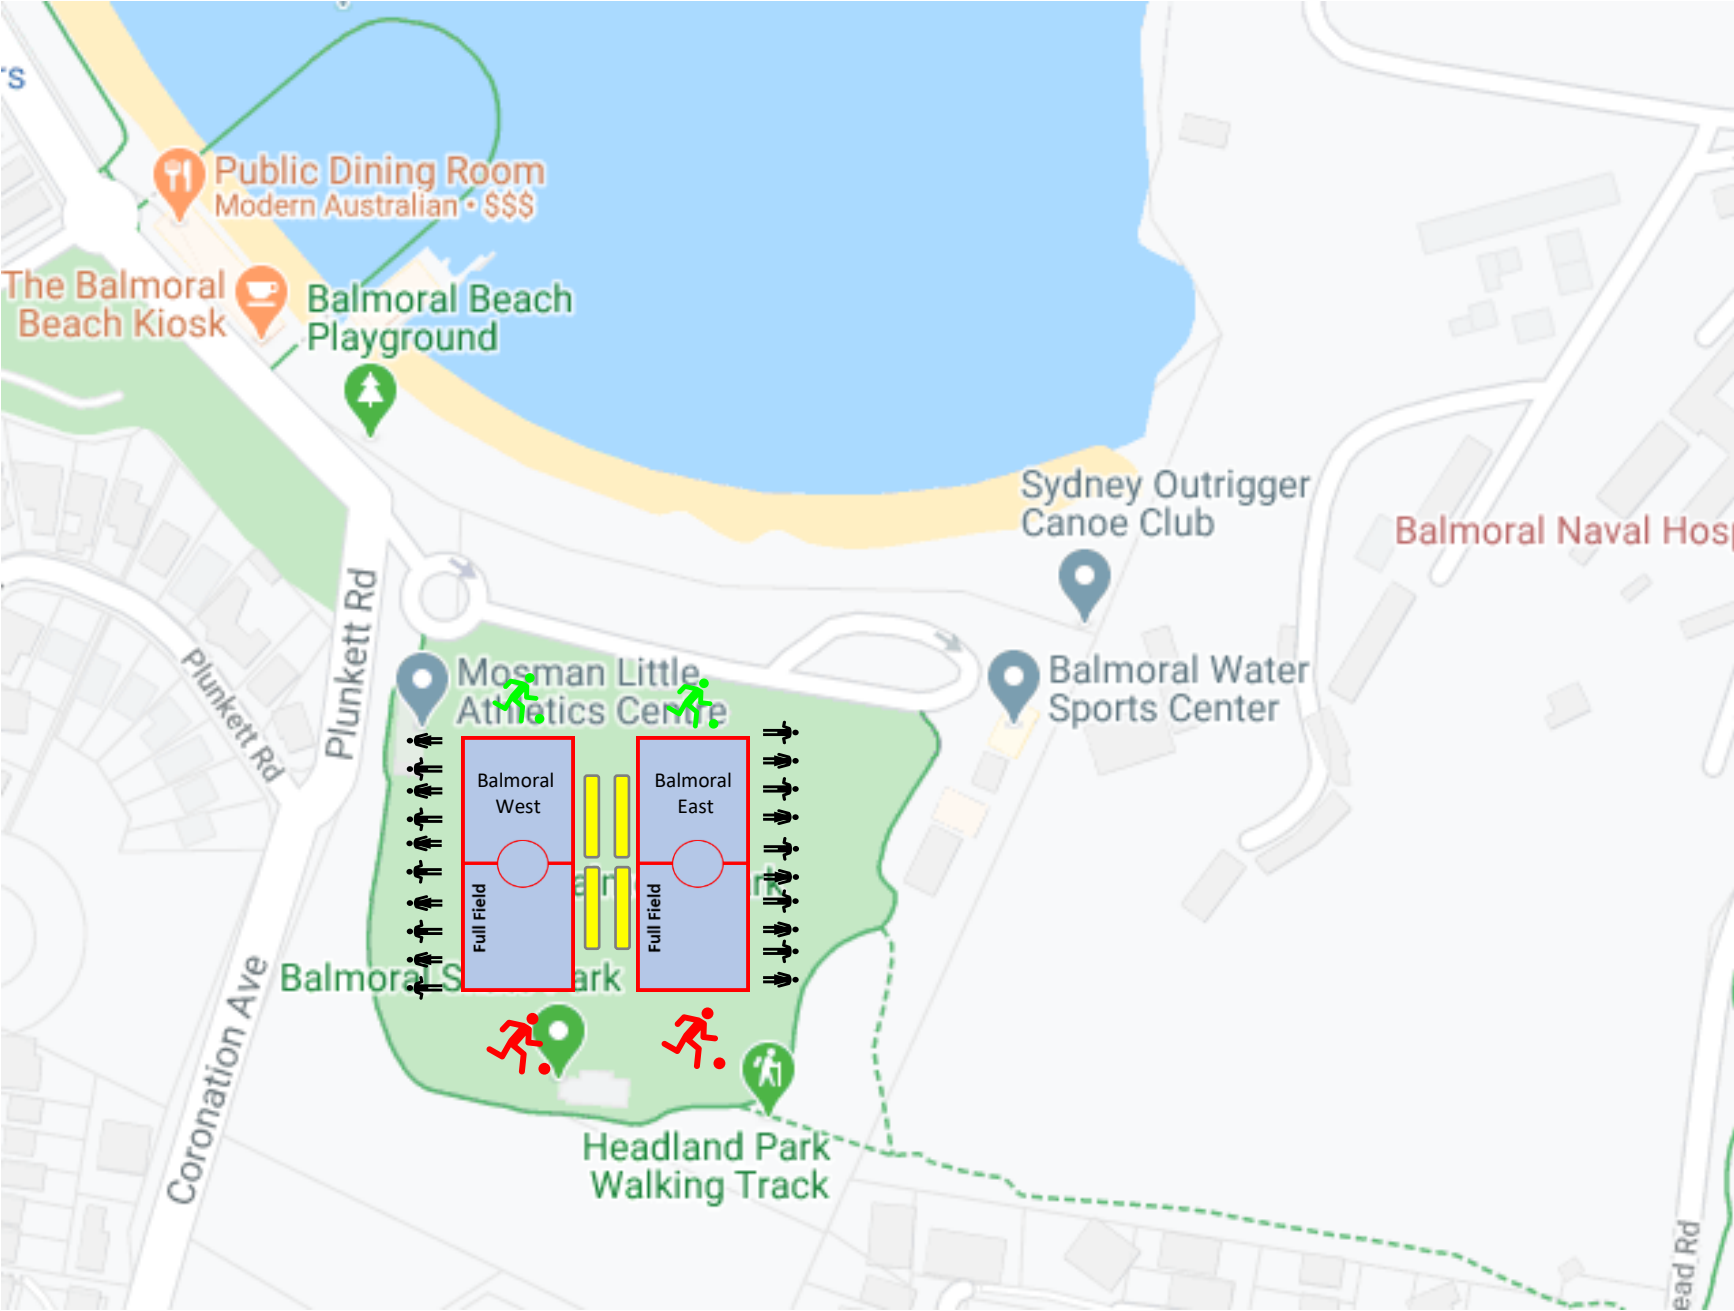 rs
Public Dining Room
Modern Australian • $$$
The Balmoral
Beach Kiosk
Balmoral Beach
Playground
Sydney Outrigger
Canoe Club
Balmoral Naval Hosp
Plunkett Rd
Plunkett Rd
Mosman Little
Athletics Centre
Balmoral Water
Sports Center
Balmoral
West
Balmoral
East
Full Field
Full Field
Balmoral
ark
Coronation Ave
Headland Park
Walking Track
ead Rd